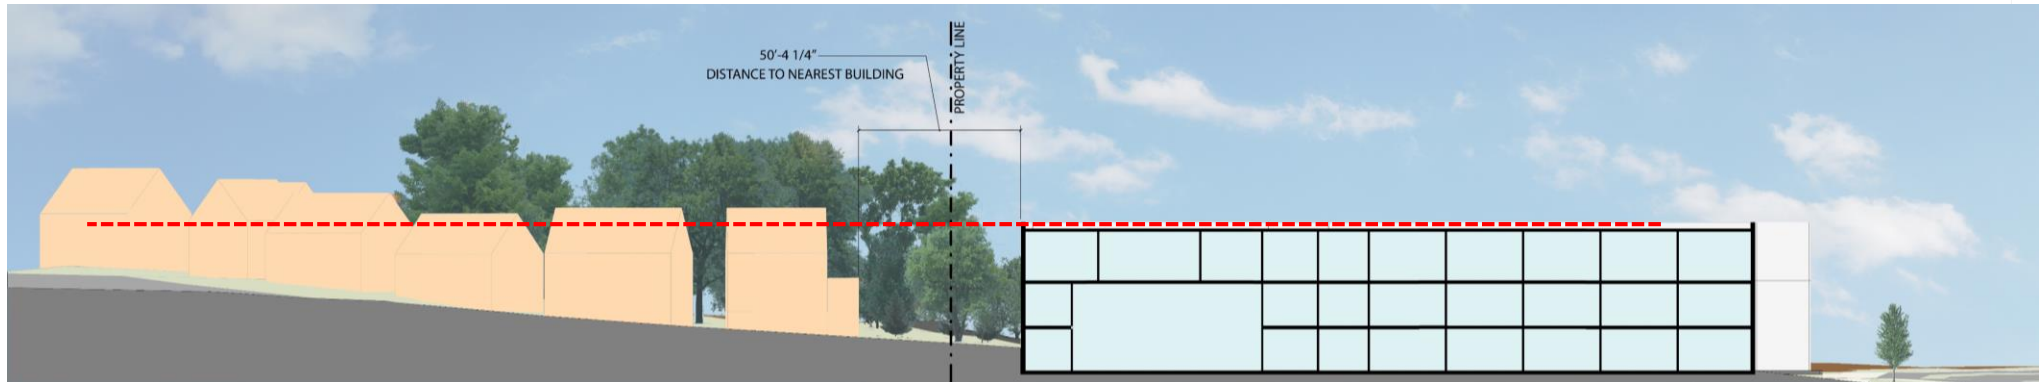 50'-4 1/4"
DISTANCE TO NEAREST BUILDING
PROPERTY LINE